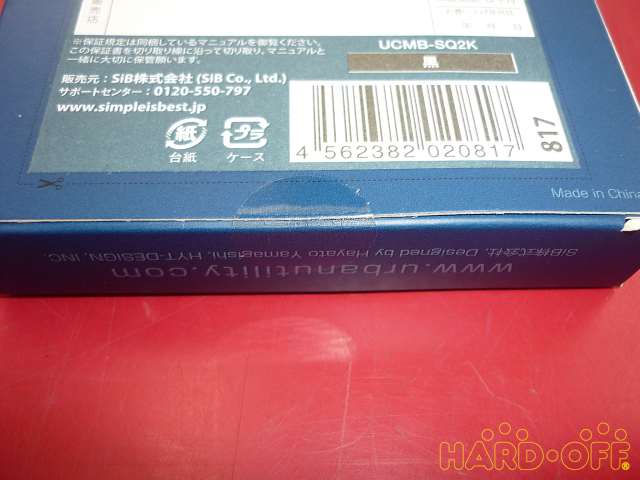 販売店
年 月 日
※保証規定は同梱しているマニュアルを御覧ください。
この保証書を切り取り線に沿って切り取り、マニュアルと
一緒に大切に保管願います。
販売元：SiB株式会社 (SiB Co., Ltd.)
サポートセンター：0120-550-797
www.simpleisbest.jp
紙
台紙
プラ
ケース
UCMB-SQ2K
黒
4 562382 020817
817
Made in China
SiB株式会社, Designed by Hayato Yamagishi, HYT-DESIGN, INC.
www.urbanutility.com
HARD・OFF